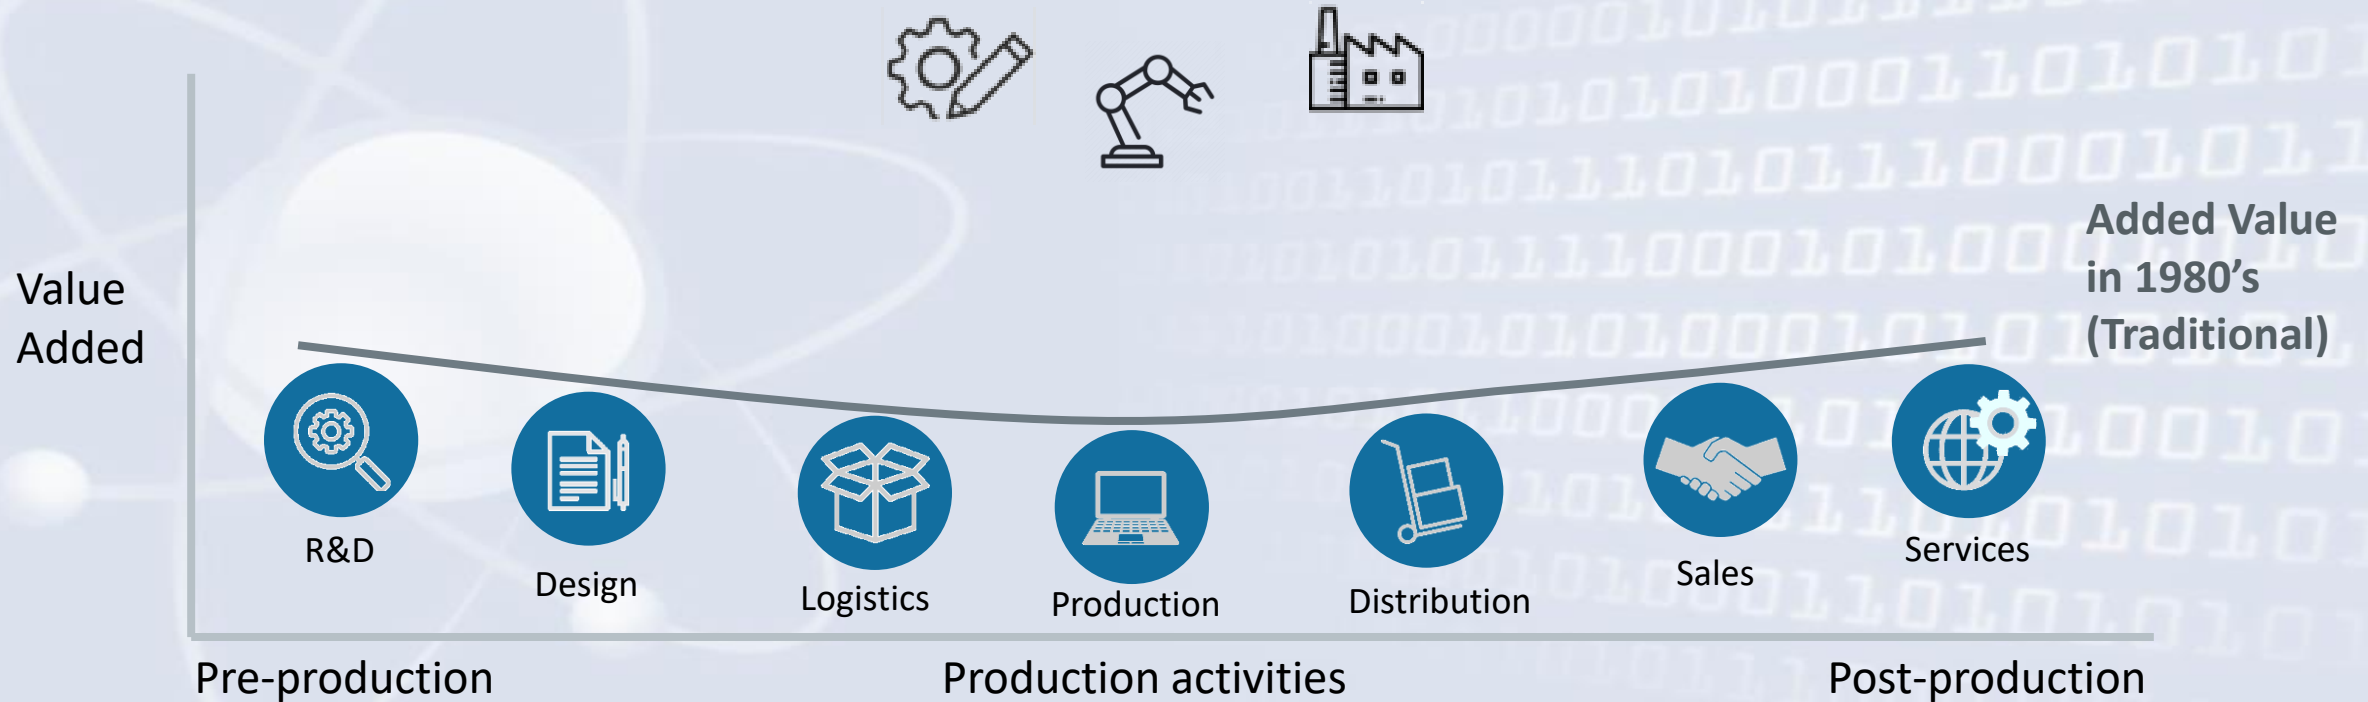 Value
Added
Added Value
in 1980’s
(Traditional)
R&D
Design
Logistics
Production
Distribution
Sales
Services
Pre-production
Production activities
Post-production